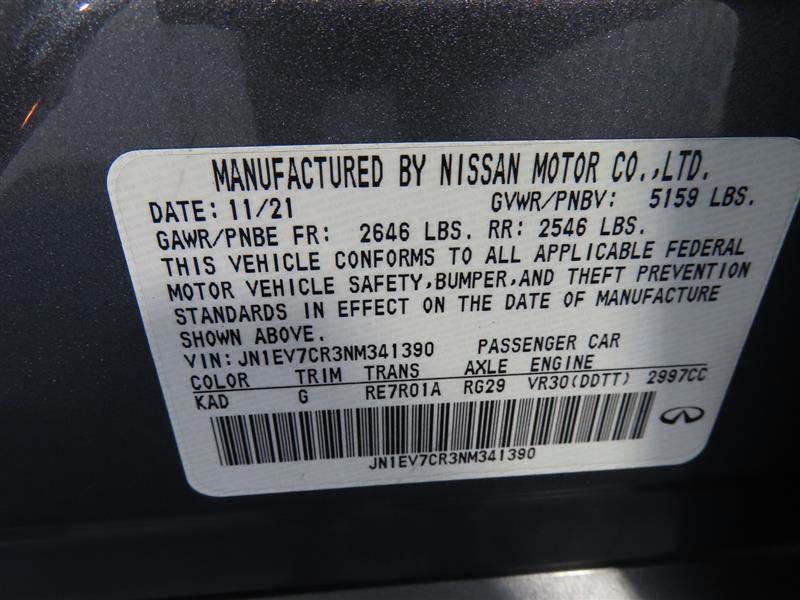 MANUFACTURED BY NISSAN MOTOR CO.,LTD.
DATE: 11/21 GVWR/PNBV: 5159 LBS.
GAWR/PNBE FR: 2646 LBS. RR: 2546 LBS.
THIS VEHICLE CONFORMS TO ALL APPLICABLE FEDERAL
MOTOR VEHICLE SAFETY,BUMPER,AND THEFT PREVENTION
STANDARDS IN EFFECT ON THE DATE OF MANUFACTURE
SHOWN ABOVE.
VIN: JN1EV7CR3NM341390 PASSENGER CAR
COLOR TRIM TRANS AXLE ENGINE
KAD G RE7R01A RG29 VR30(DDTT) 2997CC
JN1EV7CR3NM341390